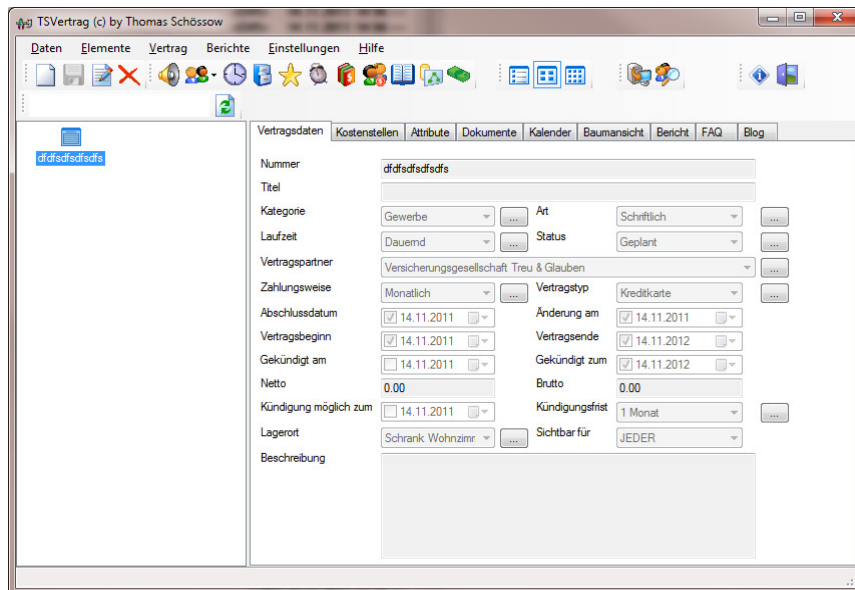 TSVertrag (c) by Thomas Schössow
Daten Elemente Vertrag Berichte Einstellungen Hilfe
dfdfsdfsdfsdfs
Vertragsdaten Kostenstellen Attribute Dokumente Kalender Baumansicht Bericht FAQ Blog
Nummer dfdfsdfsdfsdfs
Titel
Kategorie Gewerbe ... Art Schriftlich ...
Laufzeit Dauernd ... Status Geplant ...
Vertragspartner Versicherungsgesellschaft Treu & Glauben ...
Zahlungsweise Monatlich ... Vertragstyp Kreditkarte ...
Abschlussdatum 14.11.2011 Änderung am 14.11.2011
Vertragsbeginn 14.11.2011 Vertragsende 14.11.2012
Gekündigt am 14.11.2011 Gekündigt zum 14.11.2012
Netto 0.00 Brutto 0.00
Kündigung möglich zum 14.11.2011 Kündigungsfrist 1 Monat ...
Lagerort Schrank Wohnzimr ... Sichtbar für JEDER
Beschreibung